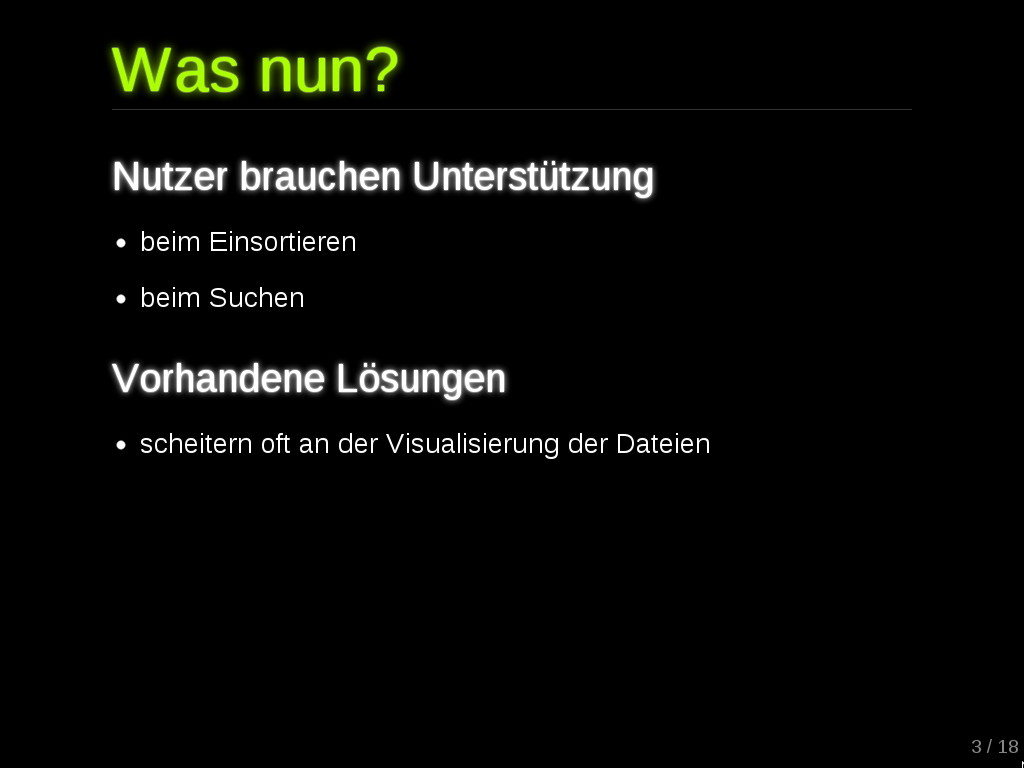 Was nun?
Nutzer brauchen Unterstützung
• beim Einsortieren
• beim Suchen
Vorhandene Lösungen
• scheitern oft an der Visualisierung der Dateien
3 / 18